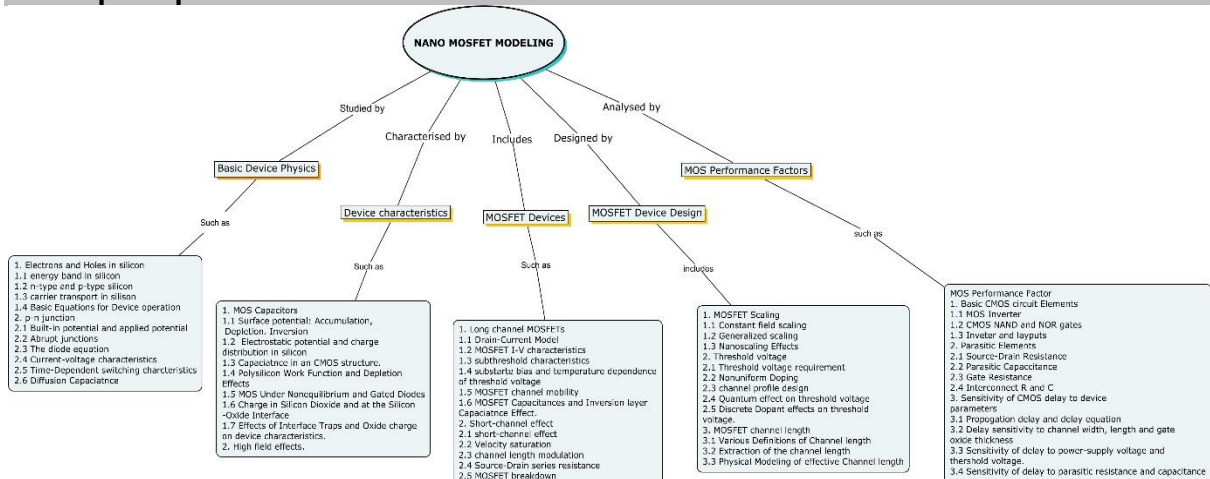 NANO MOSFET MODELING
Studied by
Characterised by
Includes
Designed by
Analysed by
Basic Device Physics
Device characteristics
MOSFET Devices
MOSFET Device Design
MOS Performance Factors
Such as
Such as
Such as
includes
such as
1. Electrons and Holes in silicon
1.1 energy band in silicon
1.2 n-type and p-type silicon
1.3 carrier transport in silison
1.4 Basic Equations for Device operation
2. p-n junction
2.1 Built-in potential and applied potential
2.2 Abrupt junctions
2.3 The diode equation
2.4 Current-voltage characteristics
2.5 Time-Dependent switching charcteristics
2.6 Diffusion Capaciatnce
1. MOS Capacitors
1.1 Surface potential: Accumulation,
Depletion. Inversion
1.2 Electrostatic potential and charge
distribution in silicon
1.3 Capaciatnce in an CMOS structure.
1.4 Polysilicon Work Function and Depletion
Effects
1.5 MOS Under Nonequilibrium and Gated Diodes
1.6 Charge in Silicon Dioxide and at the Silicon
-Oxide Interface
1.7 Effects of Interface Traps and Oxide charge
on device characteristics.
2. High field effects.
1. Long channel MOSFETs
1.1 Drain-Current Model
1.2 MOSFET I-V characteristics
1.3 subthreshold characteristics
1.4 substarte bias and temperature dependence
of threshold voltage
1.5 MOSFET channel mobility
1.6 MOSFET Capacitances and Inversion layer
Capaciatnce Effect.
2. Short-channel effect
2.1 short-channel effect
2.2 Velocity saturation
2.3 channel length modulation
2.4 Source-Drain series resistance
2.5 MOSFET breakdown
1. MOSFET Scaling
1.1 Constant field scaling
1.2 Generalized scaling
1.3 Nanoscaling Effects
2. Threshold voltage
2.1 Threshold voltage requirement
2.2 Nonuniform Doping
2.3 channel profile design
2.4 Quantum effect on threshold voltage
2.5 Discrete Dopant effects on threshold
voltage.
3. MOSFET channel length
3.1 Various Definitions of Channel length
3.2 Extraction of the channel length
3.3 Physical Modeling of effective Channel length
MOS Performance Factor
1. Basic CMOS circuit Elements
1.1 MOS Inverter
1.2 CMOS NAND and NOR gates
1.3 Inveter and layputs
2. Parasitic Elements
2.1 Source-Drain Resistance
2.2 Parasitic Capaccitance
2.3 Gate Resistance
2.4 Interconnect R and C
3. Sensitivity of CMOS delay to device
parameters
3.1 Propogation delay and delay equation
3.2 Delay sensitivity to channel width, length and gate
oxide thickness
3.3 Sensitivity of delay to power-supply voltage and
thershold voltage.
3.4 Sensitivity of delay to parasitic resistance and capacitance